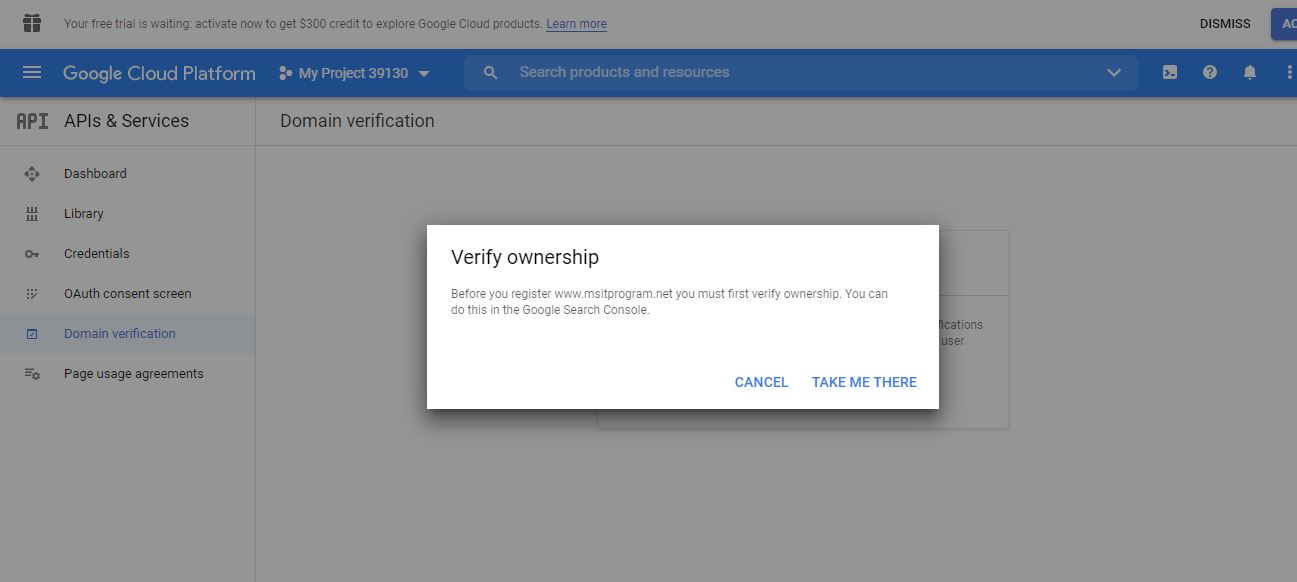 Your free trial is waiting: activate now to get $300 credit to explore Google Cloud products. Learn more
DISMISS
Google Cloud Platform
My Project 39130
Search products and resources
API
APIs & Services
Domain verification
Dashboard
Library
Credentials
OAuth consent screen
Domain verification
Page usage agreements
Verify ownership
Before you register www.msitprogram.net you must first verify ownership. You can
do this in the Google Search Console.
user
CANCEL
TAKE ME THERE